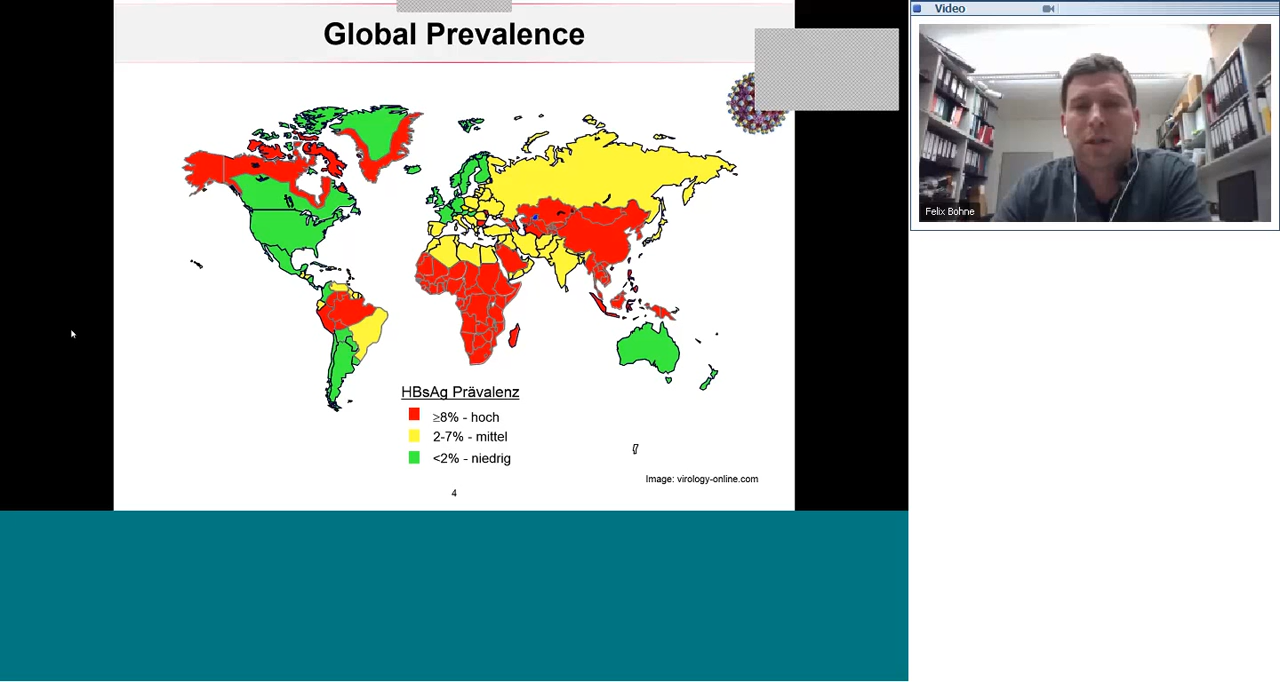 Global Prevalence
Video
Felix Bohne
HBsAg Prävalenz
≥8% - hoch
2-7% - mittel
<2% - niedrig
Image: virology-online.com
4